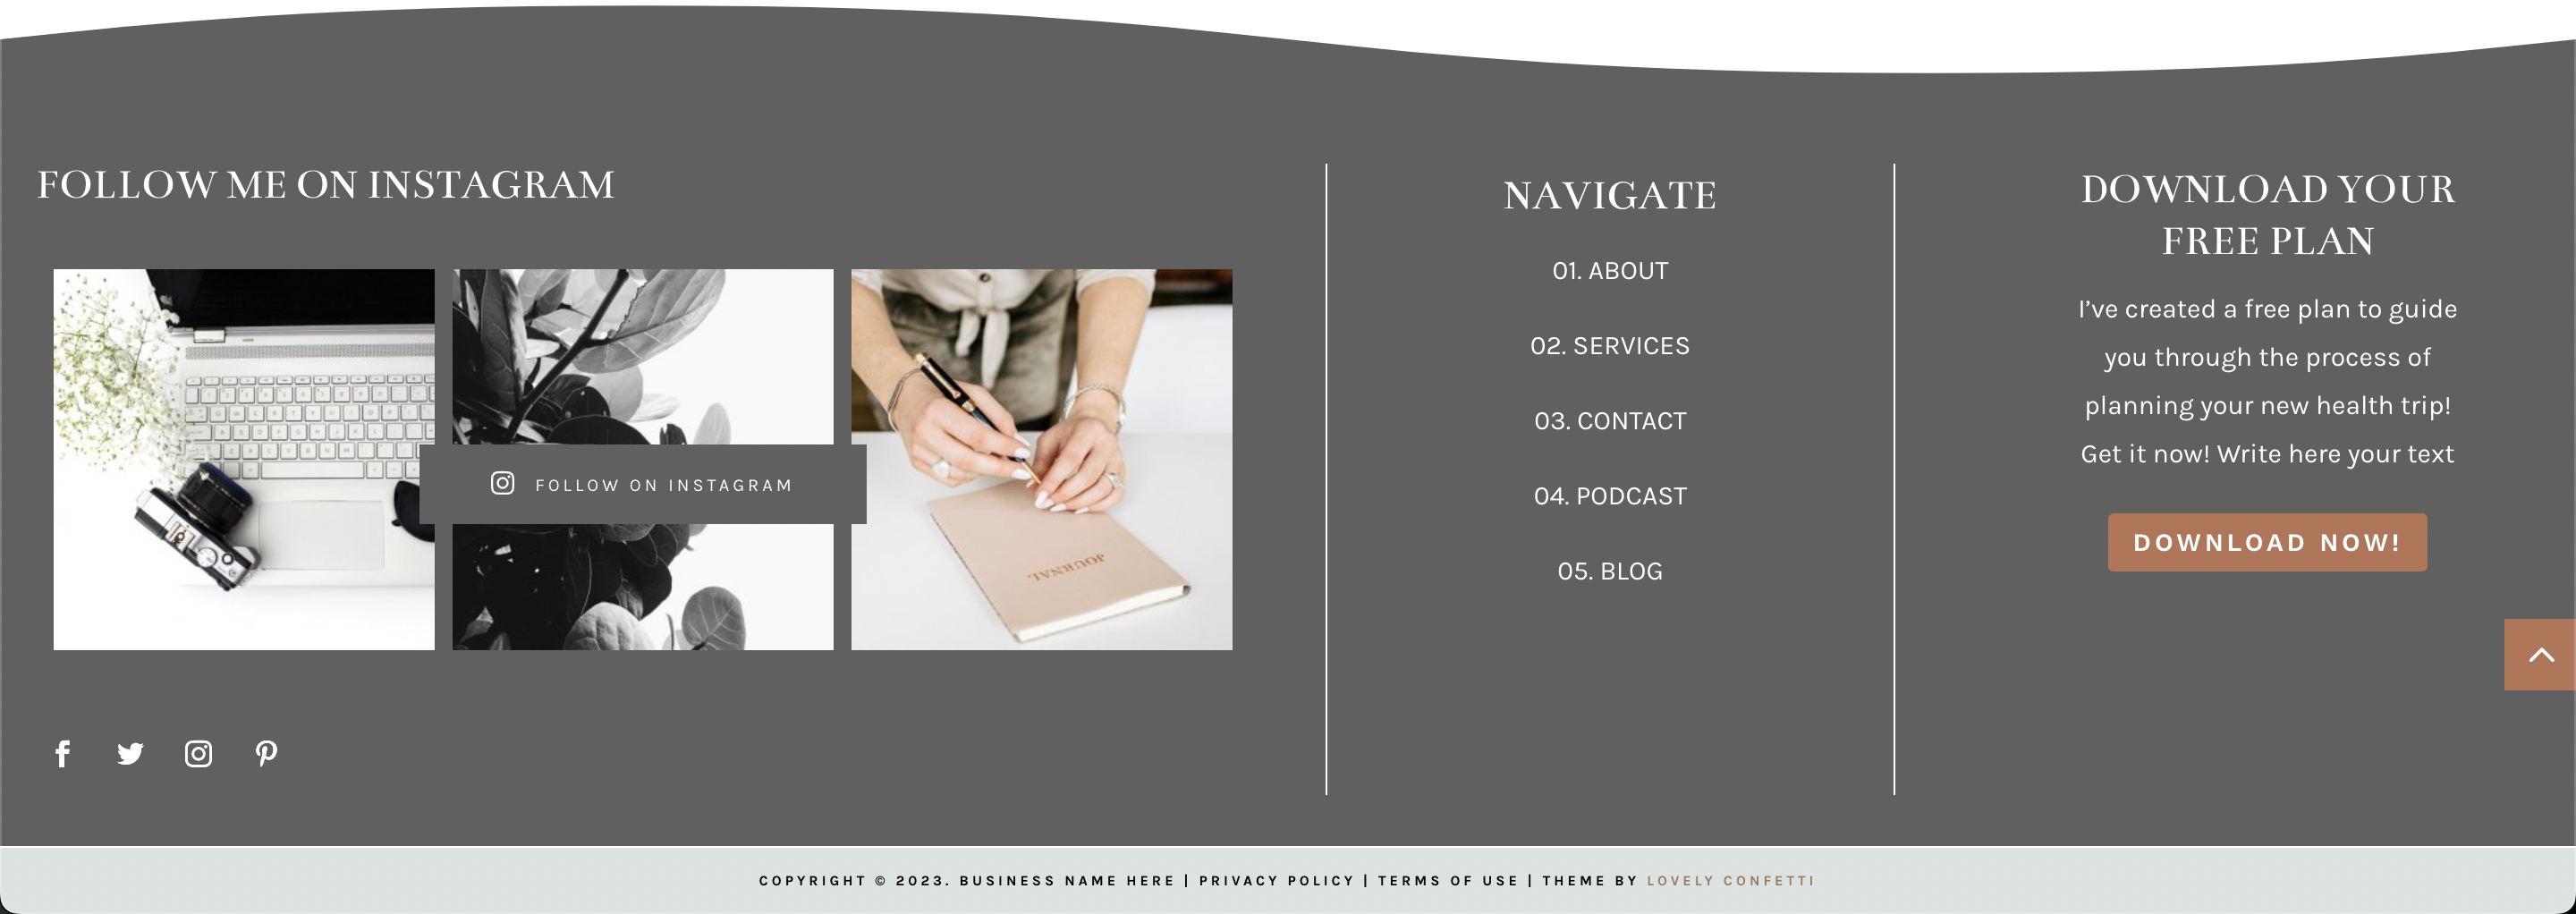 FOLLOW ME ON INSTAGRAM
FOLLOW ON INSTAGRAM
JOURNAL
NAVIGATE
01. ABOUT
02. SERVICES
03. CONTACT
04. PODCAST
05. BLOG
DOWNLOAD YOUR
FREE PLAN
I’ve created a free plan to guide
you through the process of
planning your new health trip!
Get it now! Write here your text
DOWNLOAD NOW!
COPYRIGHT © 2023. BUSINESS NAME HERE | PRIVACY POLICY | TERMS OF USE | THEME BY LOVELY CONFETTI